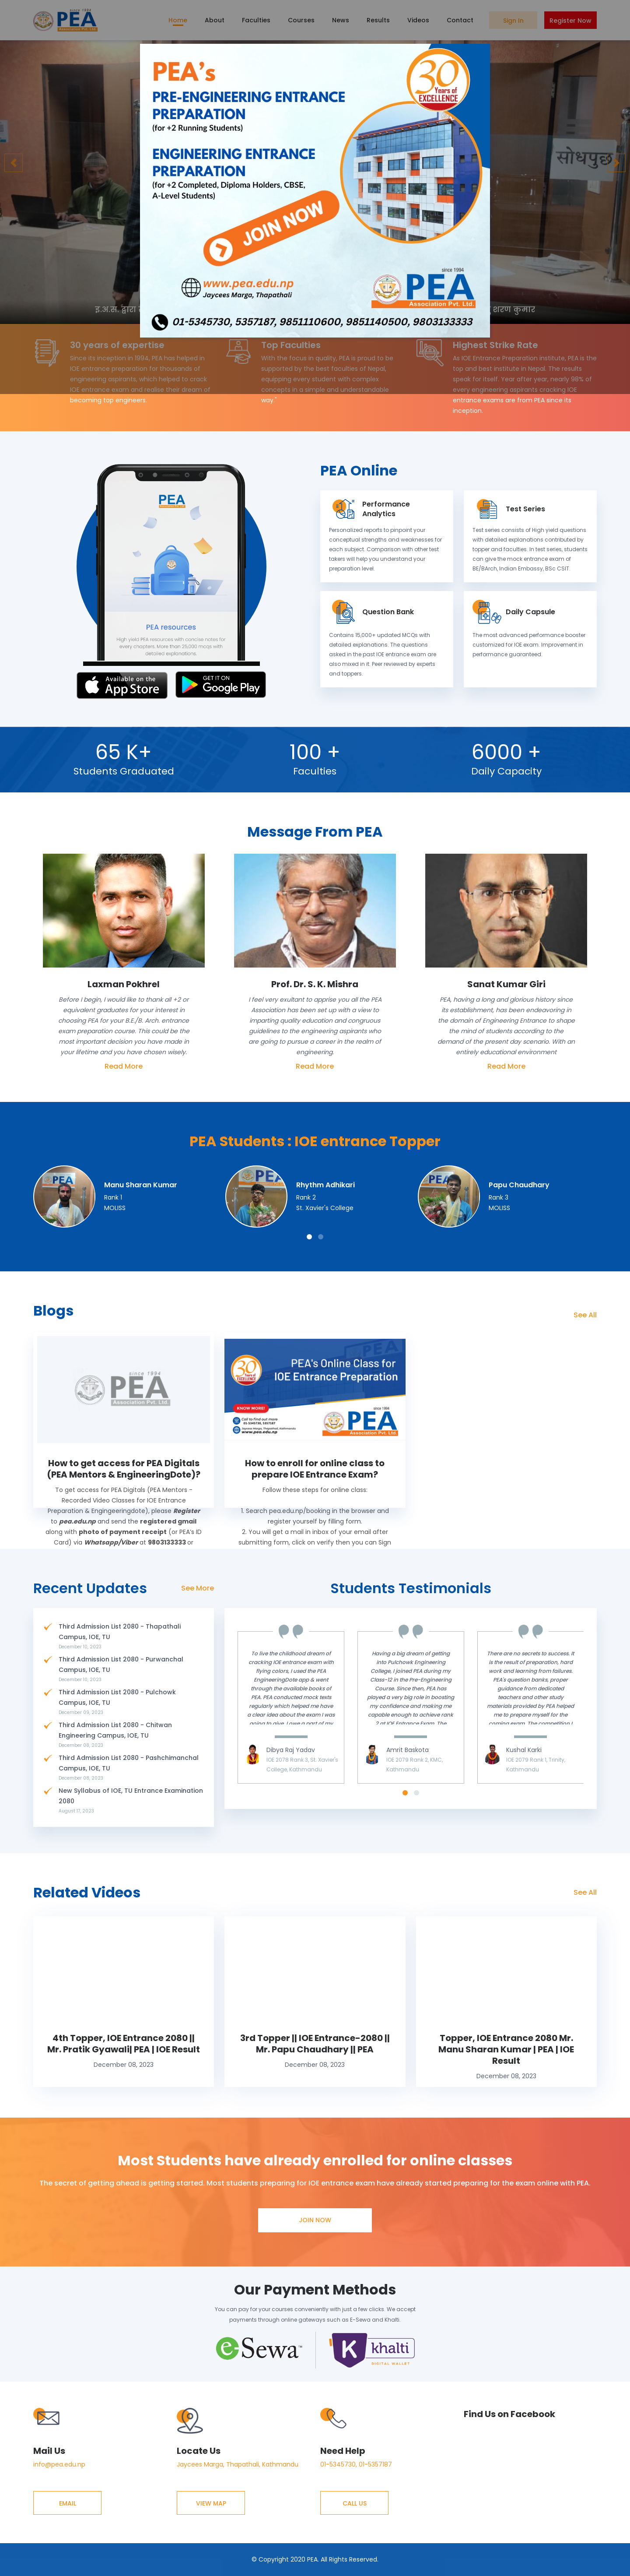 since 1994
PEA
Association Pvt. Ltd.
Home
About
Faculties
Courses
News
Results
Videos
Contact
Sign In
Register Now
PEA's
PRE-ENGINEERING ENTRANCE
PREPARATION
(for +2 Running Students)
ENGINEERING ENTRANCE
PREPARATION
(for +2 Completed, Diploma Holders, CBSE,
A-Level Students)
30
Years of
EXCELLENCE
JOIN NOW
www.pea.edu.np
Jaycees Marga, Thapathali
since 1994
PEA
Association Pvt. Ltd.
01-5345730, 5357187, 9851110600, 9851140500, 9803133333
सोधपुछ
इ.अ.स. द्वारा
शरण कुमार
30 years of expertise
Since its inception in 1994, PEA has helped in
IOE entrance preparation for thousands of
engineering aspirants, which helped to crack
IOE entrance exam and realise their dream of
becoming top engineers.
Top Faculties
With the focus in quality, PEA is proud to be
supported by the best faculties of Nepal,
equipping every student with complex
concepts in a simple and understandable
way."
Highest Strike Rate
As IOE Entrance Preparation institute, PEA is the
top and best institute in Nepal. The results
speak for itself. Year after year, nearly 98% of
every engineering aspirants cracking IOE
entrance exams are from PEA since its
inception.
PEA
PEA resources
High yield PEA resources with concise notes for
every chapters. More than 25,000 mcqs with
detailed explanations.
Available on the
App Store
GET IT ON
Google Play
PEA Online
Performance
Analytics
Personalized reports to pinpoint your
conceptual strengths and weaknesses for
each subject. Comparison with other test
takers will help you understand your
preparation level.
Test Series
Test series consists of High yield questions
with detailed explanations contributed by
topper and faculties. In test series, students
can give the mock entrance exam of
BE/BArch, Indian Embassy, BSc CSIT.
Question Bank
Contains 15,000+ updated MCQs with
detailed explanations. The questions
added in the past IOE entrance exam are
also mixed in it. Peer reviewed by experts
and toppers
Daily Capsule
The most advanced performance booster
customized for IOE exam. Improvement in
performance guaranteed.
65 K+
Students Graduated
100 +
Faculties
6000 +
Daily Capacity
Message From PEA
Laxman Pokhrel
Before I begin, I would like to thank all +2 or
equivalent graduates for your interest in
choosing PEA for your B.E./B. Arch. entrance
exam preparation course. This could be the
most important decision you have made in
your lifetime and you have chosen wisely.
Read More
Prof. Dr. S. K. Mishra
I feel very exultant to apprise you all the PEA
Association has been set up with a view to
imparting quality education and congruous
guidelines to the engineering aspirants who
are going to pursue a career in the realm of
engineering.
Read More
Sanat Kumar Giri
PEA, having a long and glorious history since
its establishment, has been endeavoring in
the domain of Engineering Entrance to shape
the mind of students according to the
demand of the present day scenario. With an
entirely educational environment
Read More
PEA Students : IOE entrance Topper
Manu Sharan Kumar
Rank 1
MOLISS
Rhythm Adhikari
Rank 2
St. Xavier's College
Papu Chaudhary
Rank 3
MOLISS
Blogs
See All
since 1994
PEA
Association Pvt. Ltd.
How to get access for PEA Digitals
(PEA Mentors & EngineeringDote)?
To get access for PEA Digitals (PEA Mentors -
Recorded Video Classes for IOE Entrance
Preparation & Engingeeringdote), please Register
to pea.edu.np and send the registered gmail
along with photo of payment receipt (or PEA's ID
Card) via Whatsapp/Viber at 9803133333 or
30
PEA's Online Class for
IOE Entrance Preparation
KNOW MORE!
www.pea.edu.np
PEA
Association Pvt. Ltd.
How to enroll for online class to
prepare IOE Entrance Exam?
Follow these steps for online class:
1. Search pea.edu.np/booking in the browser and
register yourself by filling form.
2. You will get a mail in inbox of your email after
submitting form, click on verify then you can Sign
Recent Updates
See More
Third Admission List 2080 - Thapathali
Campus, IOE, TU
December 15, 2023
Third Admission List 2080 - Purwanchal
Campus, IOE, TU
December 10, 2023
Third Admission List 2080 - Pulchowk
Campus, IOE, TU
December 09, 2023
Third Admission List 2080 - Chitwan
Engineering Campus, IOE, TU
December 08, 2023
Third Admission List 2080 - Pashchimanchal
Campus, IOE, TU
December 08, 2023
New Syllabus of IOE, TU Entrance Examination
2080
August 17, 2023
Students Testimonials
To live the childhood dream of
cracking IOE entrance exam with
flying colors, I used the PEA
EngineeringDote app & went
through the available books of
PEA. PEA conducted mock tests
regularly which helped me have
a clear idea about the exam I was
going to give. I was a part of my
Dibya Raj Yadav
IOE 2078 Rank 3, St. Xavier's
College, Kathmandu
Having a big dream of getting
into Pulchowk Engineering
College, I joined PEA during my
Class-12 in the Pre-Engineering
Course. Since then, PEA has
played a very big role in boosting
my confidence and making me
capable enough to achieve rank
7 at IOE Entrance Exam. The
Amrit Baskota
IOE 2079 Rank 2, KMC,
Kathmandu
There are no secrets to success. It
is the result of preparation, hard
work and learning from failures.
PEA's question banks, proper
guidance from dedicated
teachers and other study
materials provided by PEA helped
me to prepare myself for the
coming exam. The competition I
Kushal Karki
IOE 2079 Rank 1, Trinity,
Kathmandu
Related Videos
See All
4th Topper, IOE Entrance 2080 ||
Mr. Pratik Gyawali| PEA | IOE Result
December 08, 2023
3rd Topper || IOE Entrance-2080 ||
Mr. Papu Chaudhary || PEA
December 08, 2023
Topper, IOE Entrance 2080 Mr.
Manu Sharan Kumar | PEA | IOE
Result
December 08, 2023
Most Students have already enrolled for online classes
The secret of getting ahead is getting started. Most students preparing for IOE entrance exam have already started preparing for the exam online with PEA.
JOIN NOW
Our Payment Methods
You can pay for your courses conveniently with just a few clicks. We accept
payments through online gateways such as E-Sewa and Khalti
eSewa
khalti
DIGITAL WALLET
Mail Us
info@pea.edu.np
EMAIL
Locate Us
Jaycees Marga, Thapathali, Kathmandu
VIEW MAP
Need Help
01-5345730, 01-5357187
CALL US
Find Us on Facebook
© Copyright 2020 PEA. All Rights Reserved.